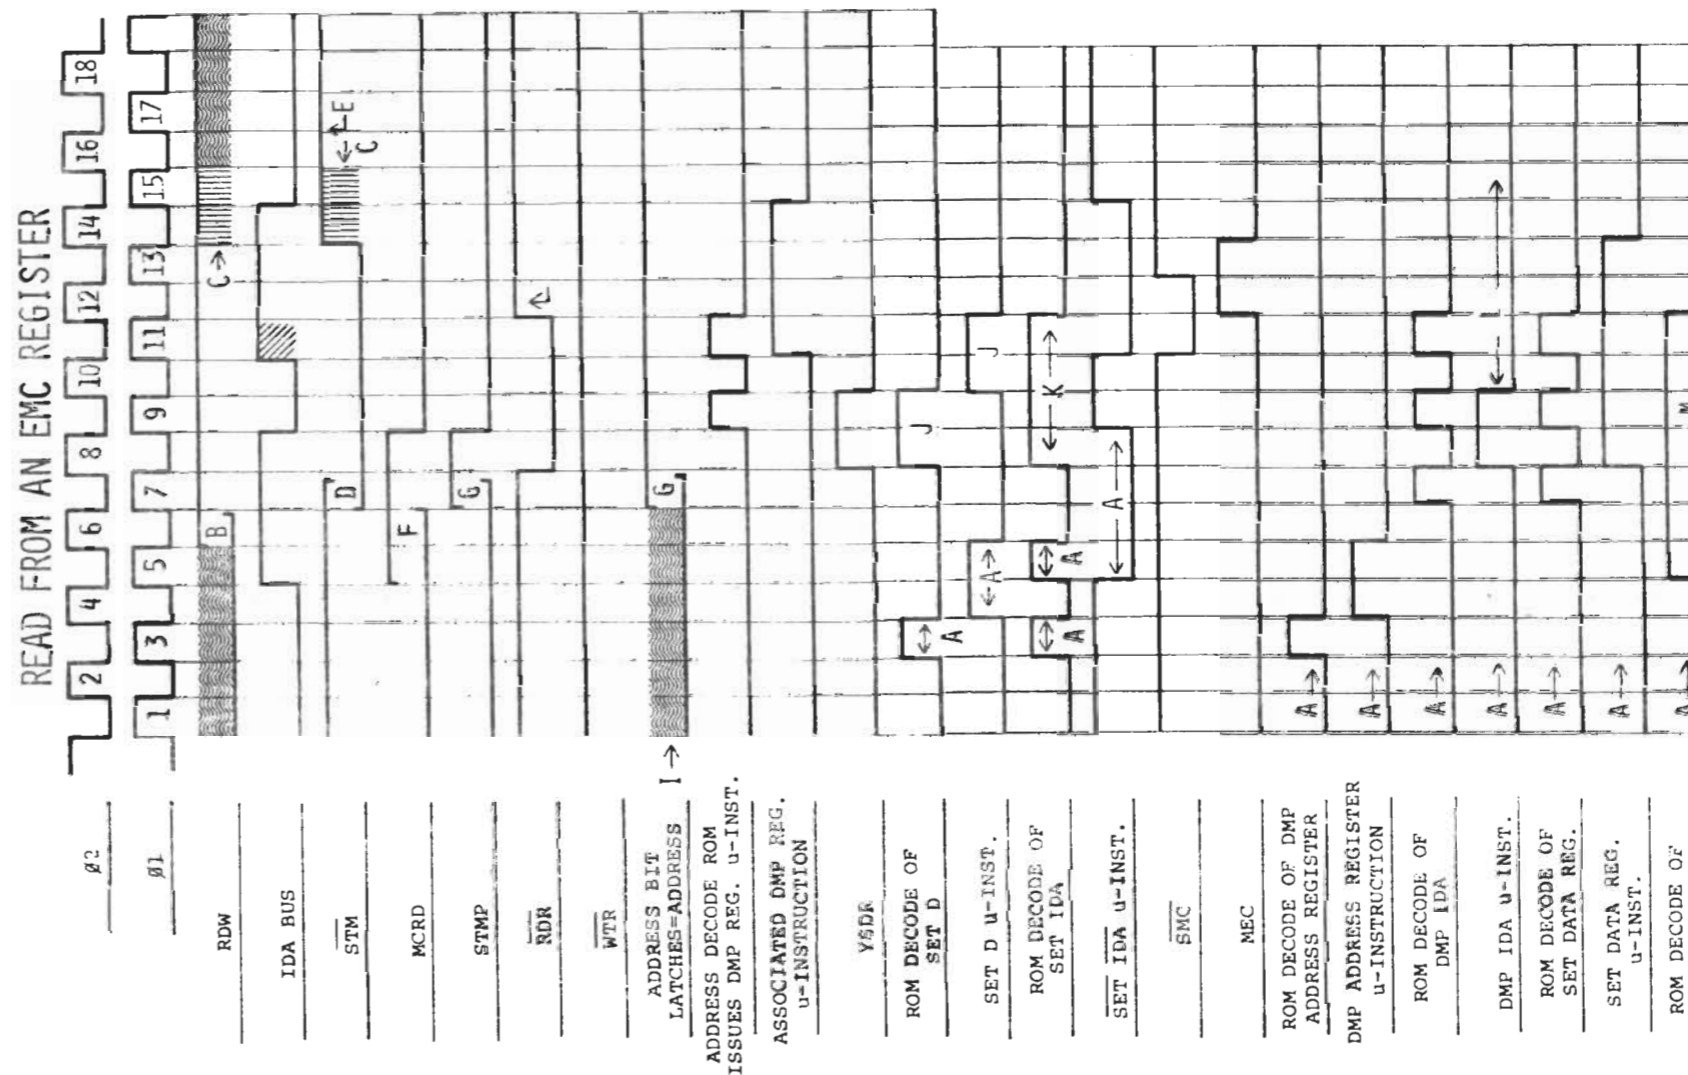 READ FROM AN EMC REGISTER
ø2
2 4 6 8 10 12 14 16 18
ø1
1 3 5 7 9 11 13 15 17
RDW
B
C→
IDA BUS
STM
D
C
E
MCRD
F
STMP
G
RDR
WTR
ADDRESS BIT
LATCHES=ADDRESS
I→
G
ADDRESS DECODE ROM
ISSUES DMP REG. u-INST.
ASSOCIATED DMP REG.
u-INSTRUCTION
ROM DECODE OF
SET D
A
J
SET D u-INST.
←A→
J
ROM DECODE OF
SET IDA
A
A
←K→
SET IDA u-INST.
←A→
SMC
MEC
ROM DECODE OF DMP
ADDRESS REGISTER
A→
DMP ADDRESS REGISTER
u-INSTRUCTION
A→
ROM DECODE OF
DMP IDA
A→
DMP IDA u-INST.
A→
←L→
ROM DECODE OF
SET DATA REG.
A→
SET DATA REG.
u-INST.
A→
ROM DECODE OF
A→
M